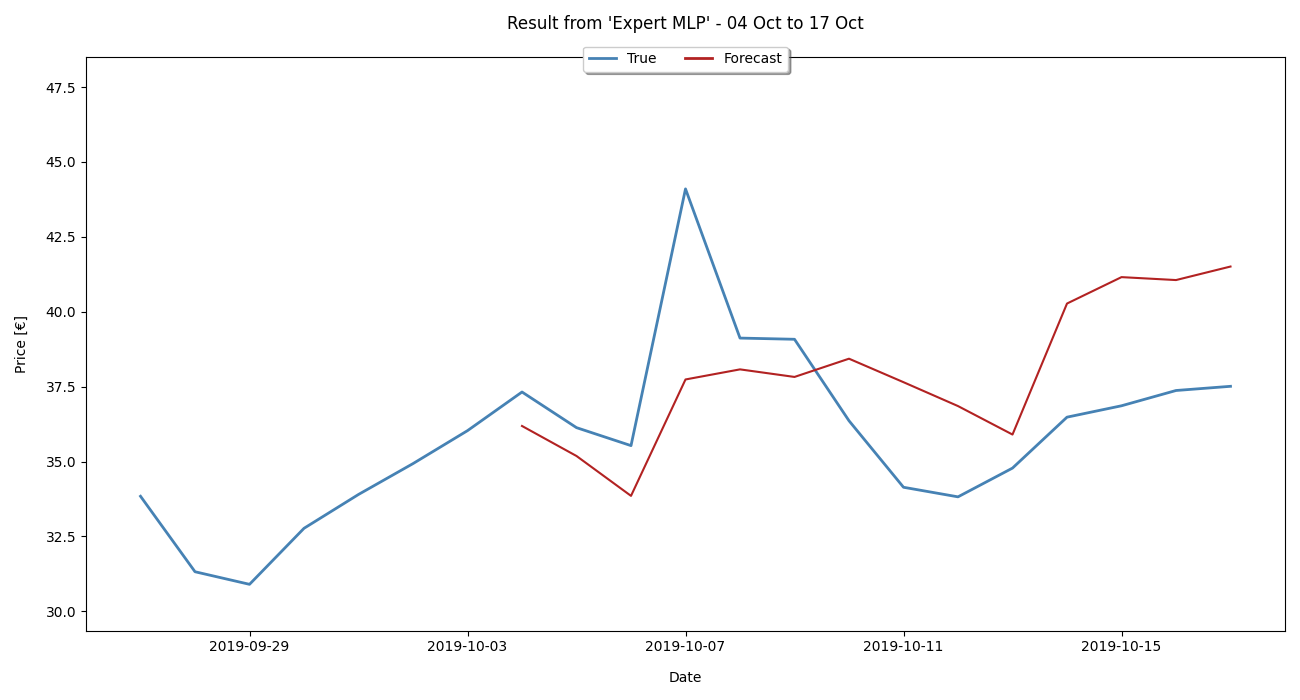 Result from 'Expert MLP' - 04 Oct to 17 Oct
True Forecast
47.5
45.0
42.5
40.0
37.5
35.0
32.5
30.0
Price [€]
2019-09-29 2019-10-03 2019-10-07 2019-10-11 2019-10-15
Date